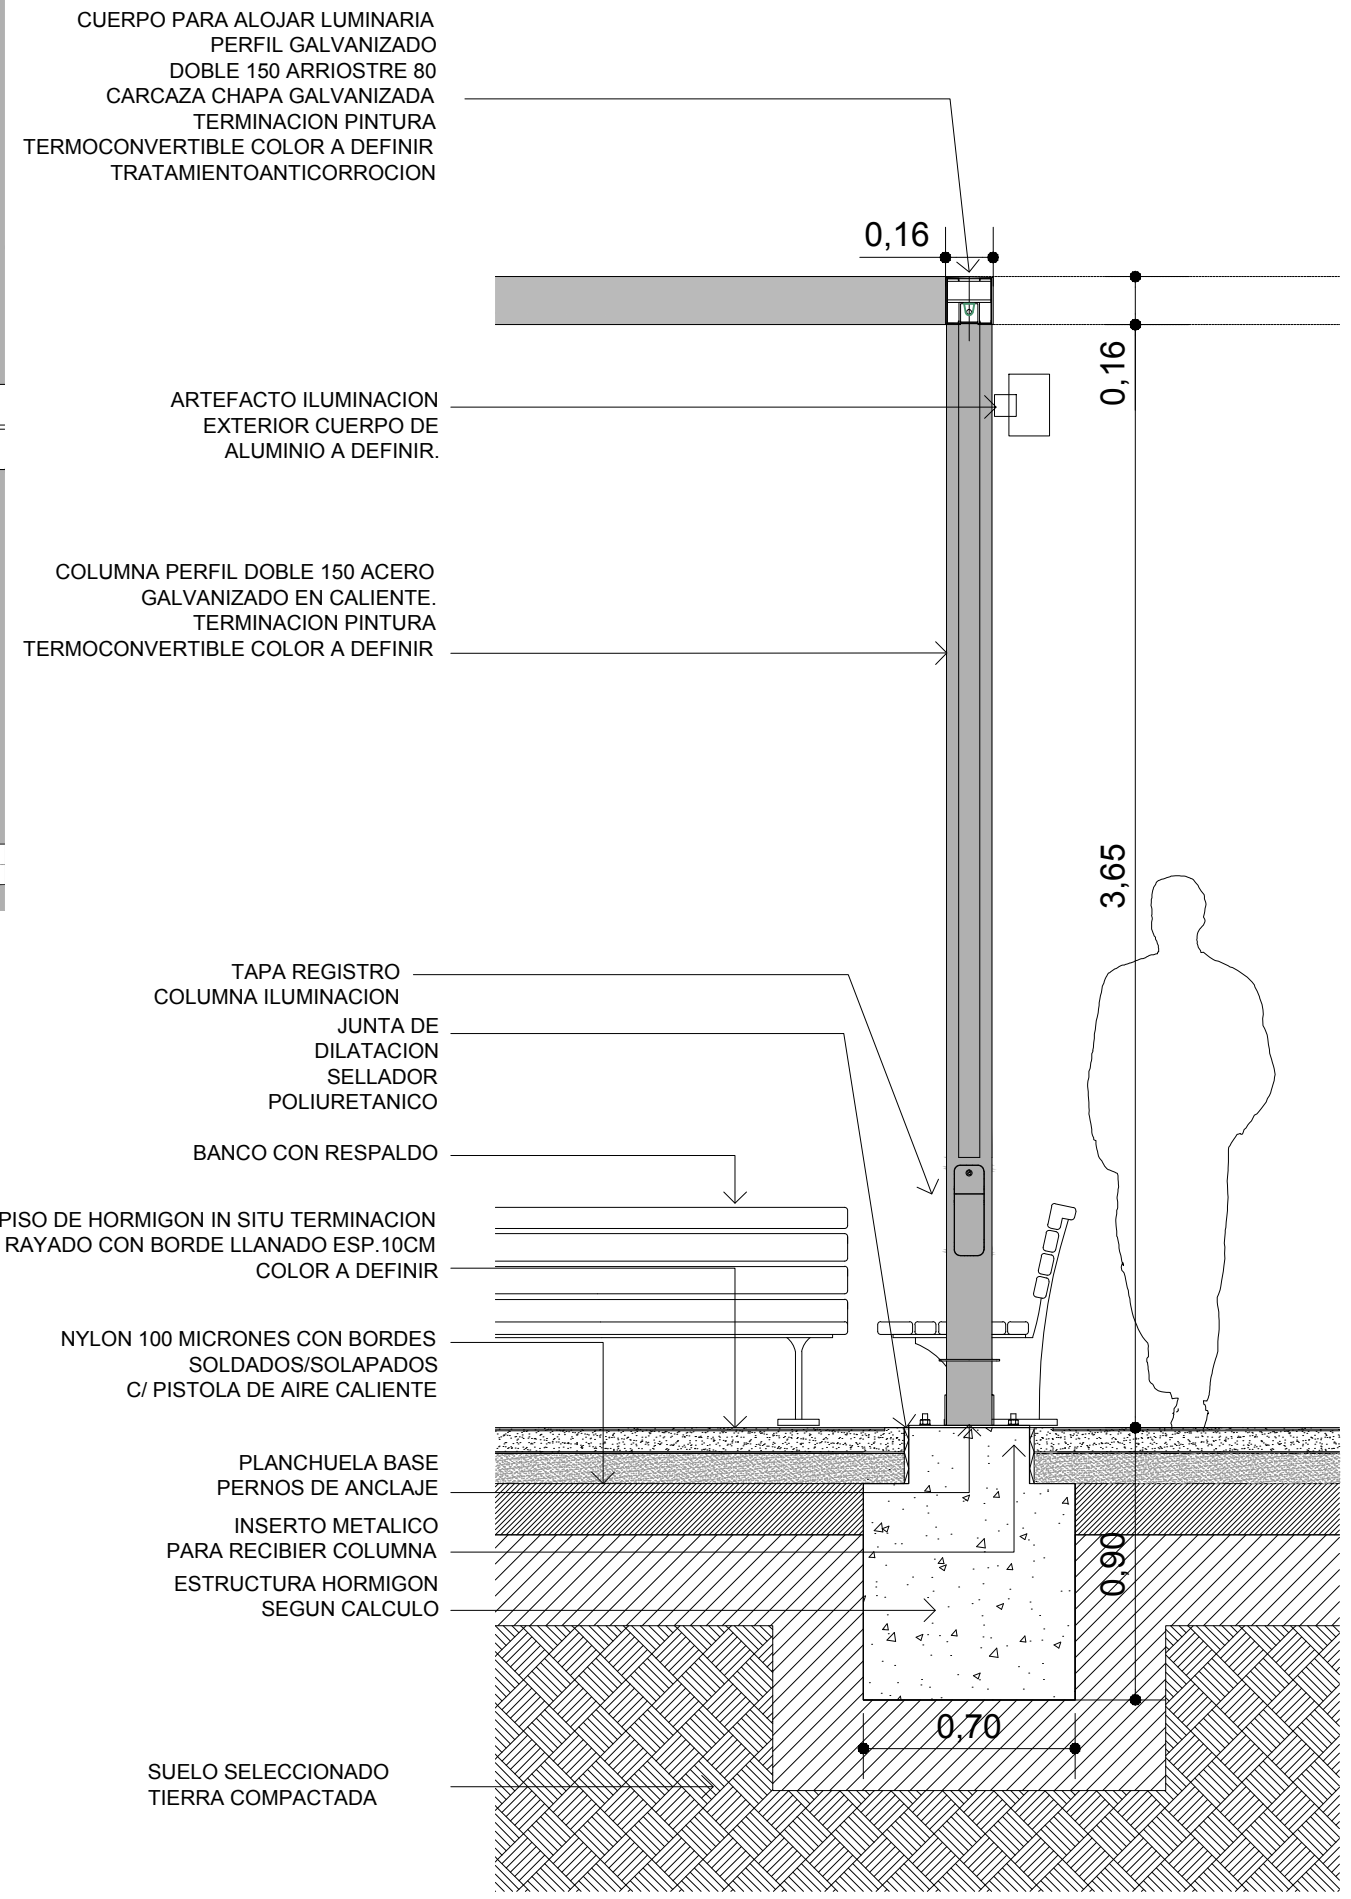 CUERPO PARA ALOJAR LUMINARIA
PERFIL GALVANIZADO
DOBLE 150 ARRIOSTRE 80
CARCAZA CHAPA GALVANIZADA
TERMINACION PINTURA
TERMOCONVERTIBLE COLOR A DEFINIR
TRATAMIENTOANTICORROCION
0,16
0,16
ARTEFACTO ILUMINACION
EXTERIOR CUERPO DE
ALUMINIO A DEFINIR.
COLUMNA PERFIL DOBLE 150 ACERO
GALVANIZADO EN CALIENTE.
TERMINACION PINTURA
TERMOCONVERTIBLE COLOR A DEFINIR
3,65
TAPA REGISTRO
COLUMNA ILUMINACION
JUNTA DE
DILATACION
SELLADOR
POLIURETANICO
BANCO CON RESPALDO
PISO DE HORMIGON IN SITU TERMINACION
RAYADO CON BORDE LLANADO ESP.10CM
COLOR A DEFINIR
NYLON 100 MICRONES CON BORDES
SOLDADOS/SOLAPADOS
C/ PISTOLA DE AIRE CALIENTE
PLANCHUELA BASE
PERNOS DE ANCLAJE
INSERTO METALICO
PARA RECIBIER COLUMNA
0,90
ESTRUCTURA HORMIGON
SEGUN CALCULO
0,70
SUELO SELECCIONADO
TIERRA COMPACTADA